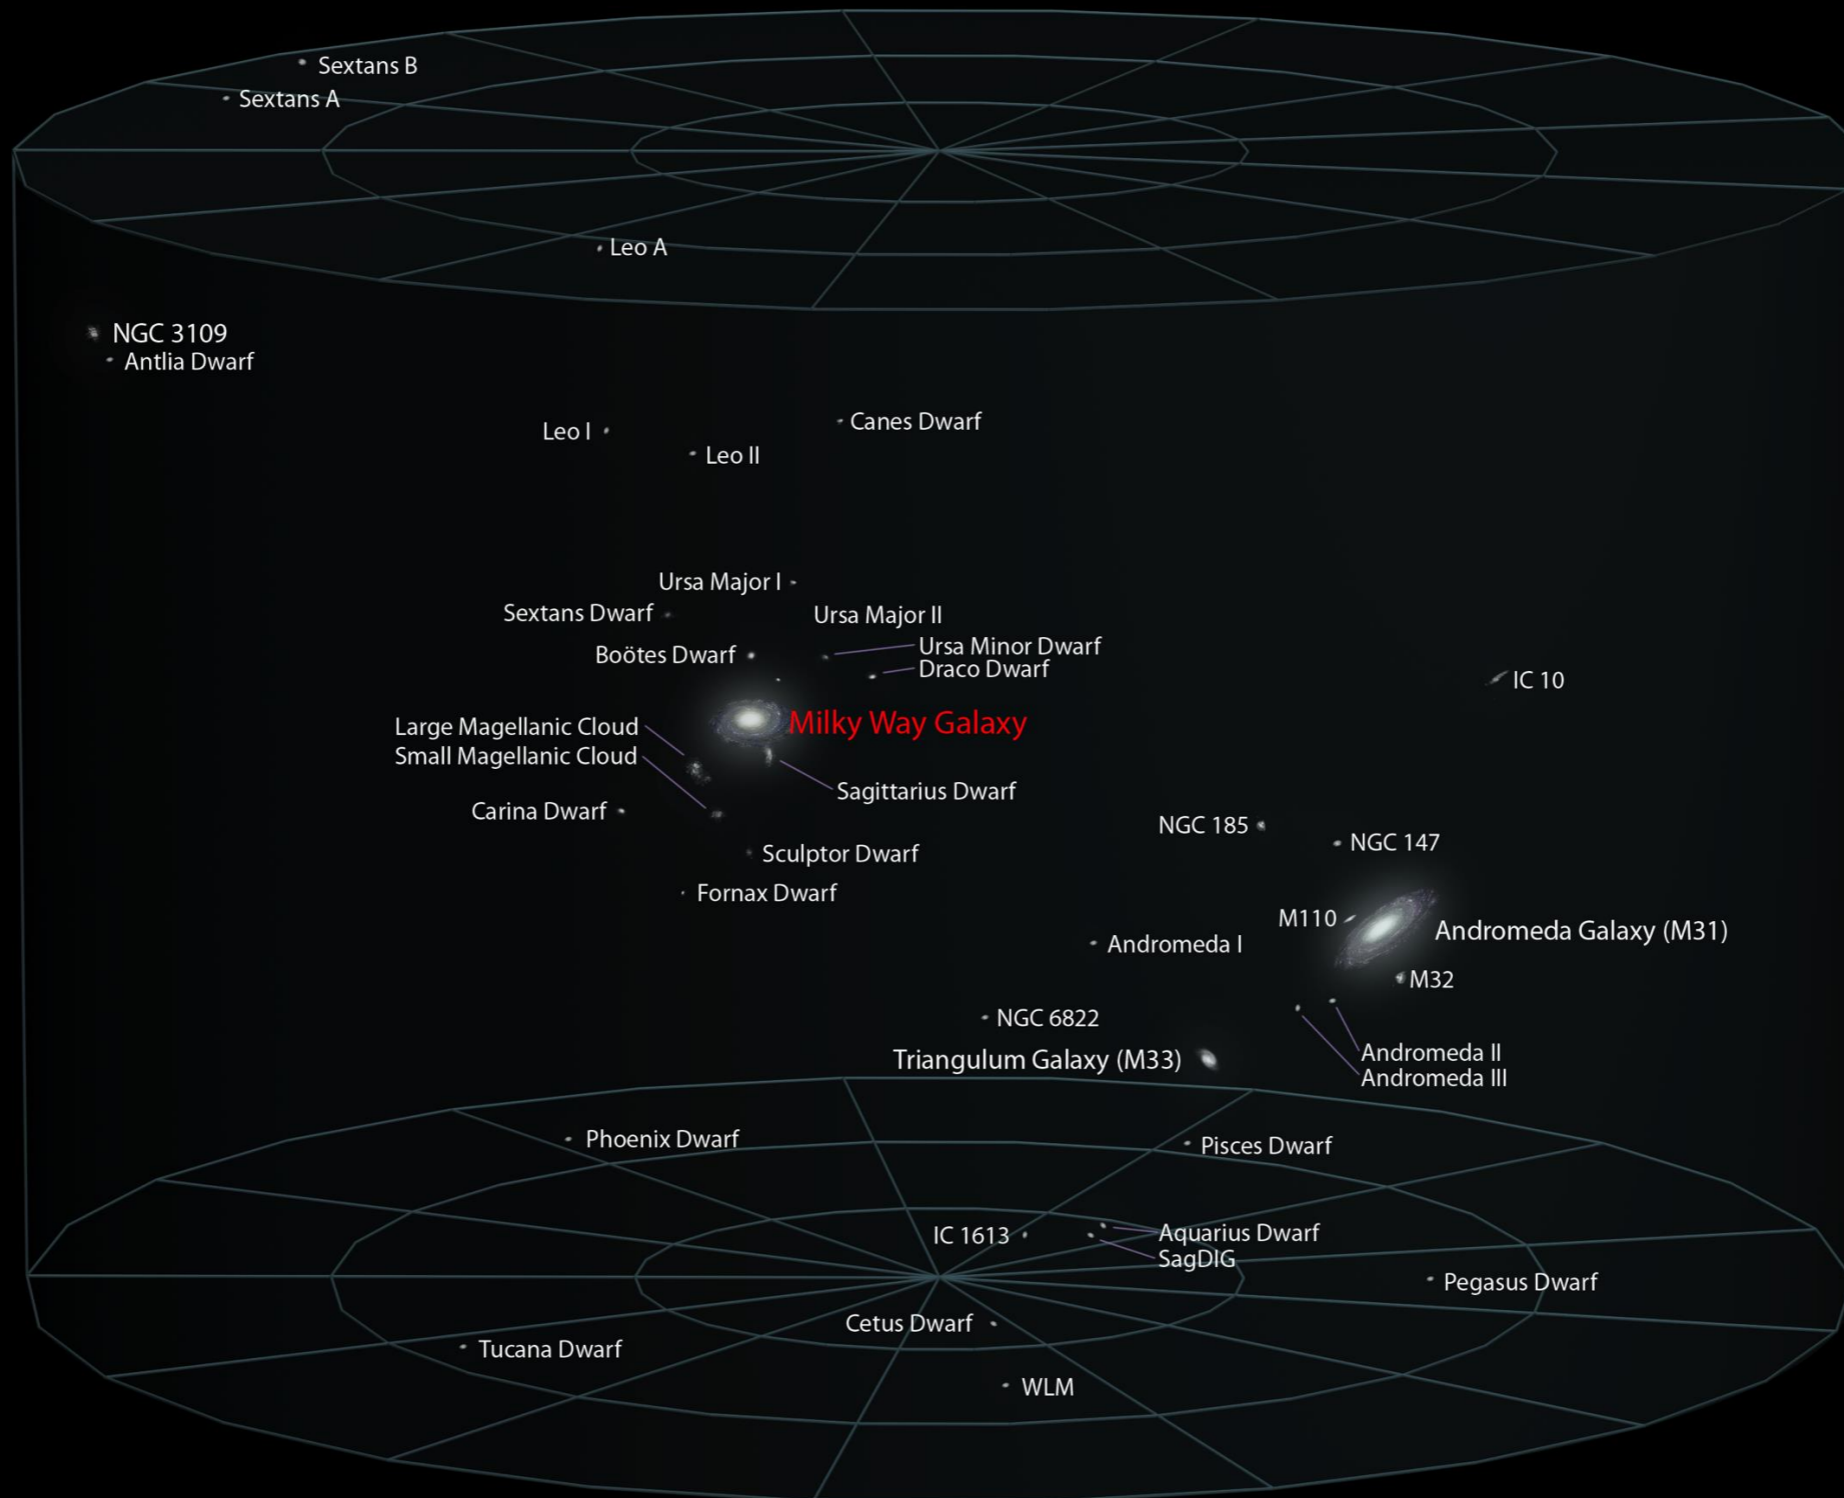 Sextans B
Sextans A
Leo A
NGC 3109
Antlia Dwarf
Canes Dwarf
Leo I
Leo II
Ursa Major I
Sextans Dwarf
Ursa Major II
Ursa Minor Dwarf
Boötes Dwarf
Draco Dwarf
IC 10
Milky Way Galaxy
Large Magellanic Cloud
Small Magellanic Cloud
Sagittarius Dwarf
Carina Dwarf
NGC 185
NGC 147
Sculptor Dwarf
Fornax Dwarf
M110
Andromeda Galaxy (M31)
Andromeda I
M32
NGC 6822
Andromeda II
Triangulum Galaxy (M33)
Andromeda III
Phoenix Dwarf
Pisces Dwarf
IC 1613
Aquarius Dwarf
SagDIG
Pegasus Dwarf
Cetus Dwarf
Tucana Dwarf
WLM